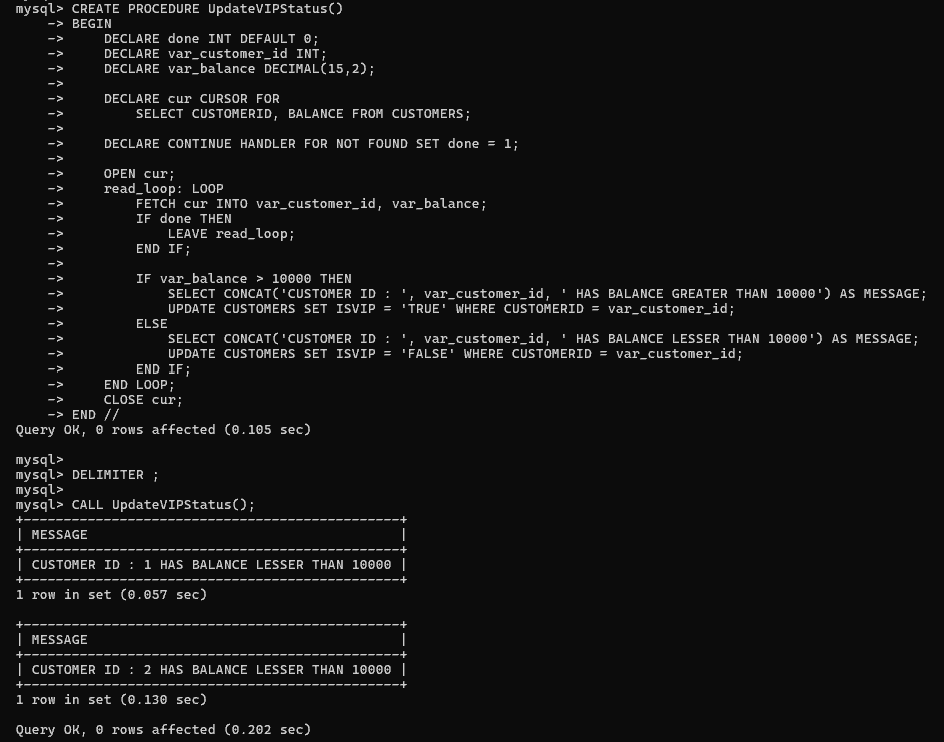 mysql> CREATE PROCEDURE UpdateVIPStatus()
    -> BEGIN
    ->     DECLARE done INT DEFAULT 0;
    ->     DECLARE var_customer_id INT;
    ->     DECLARE var_balance DECIMAL(15,2);
    ->
    ->     DECLARE cur CURSOR FOR
    ->         SELECT CUSTOMERID, BALANCE FROM CUSTOMERS;
    ->
    ->     DECLARE CONTINUE HANDLER FOR NOT FOUND SET done = 1;
    ->
    ->     OPEN cur;
    ->     read_loop: LOOP
    ->         FETCH cur INTO var_customer_id, var_balance;
    ->         IF done THEN
    ->             LEAVE read_loop;
    ->         END IF;
    ->
    ->         IF var_balance > 10000 THEN
    ->             SELECT CONCAT('CUSTOMER ID : ', var_customer_id, ' HAS BALANCE GREATER THAN 10000') AS MESSAGE;
    ->             UPDATE CUSTOMERS SET ISVIP = 'TRUE' WHERE CUSTOMERID = var_customer_id;
    ->         ELSE
    ->             SELECT CONCAT('CUSTOMER ID : ', var_customer_id, ' HAS BALANCE LESSER THAN 10000') AS MESSAGE;
    ->             UPDATE CUSTOMERS SET ISVIP = 'FALSE' WHERE CUSTOMERID = var_customer_id;
    ->         END IF;
    ->     END LOOP;
    ->     CLOSE cur;
    -> END //
Query OK, 0 rows affected (0.105 sec)

mysql>
mysql> DELIMITER ;
mysql>
mysql> CALL UpdateVIPStatus();
+-----------------------------------------------+
| MESSAGE                                       |
+-----------------------------------------------+
| CUSTOMER ID : 1 HAS BALANCE LESSER THAN 10000 |
+-----------------------------------------------+
1 row in set (0.057 sec)

+-----------------------------------------------+
| MESSAGE                                       |
+-----------------------------------------------+
| CUSTOMER ID : 2 HAS BALANCE LESSER THAN 10000 |
+-----------------------------------------------+
1 row in set (0.130 sec)

Query OK, 0 rows affected (0.202 sec)